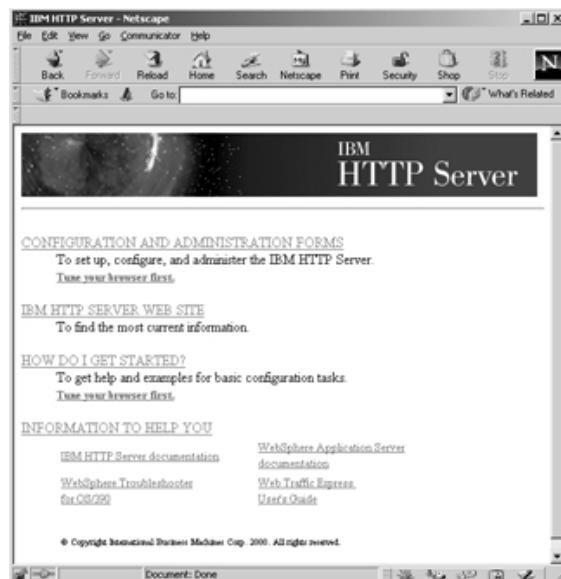 IBM HTTP Server - Netscape
File Edit View Go Communicator Help
Back Forward Reload Home Search Netscape Print Security Shop Stop
N
Bookmarks Go to: What's Related
IBM
HTTP Server
CONFIGURATION AND ADMINISTRATION FORMS
To set up, configure, and administer the IBM HTTP Server.
Tune your browser first.
IBM HTTP SERVER WEB SITE
To find the most current information.
HOW DO I GET STARTED?
To get help and examples for basic configuration tasks.
Tune your browser first.
INFORMATION TO HELP YOU
IBM HTTP Server documentation
WebSphere Application Server
documentation
WebSphere Troubleshooter
for OS/390
Web Traffic Express
User's Guide
© Copyright International Business Machines Corp. 2000. All rights reserved.
Document: Done